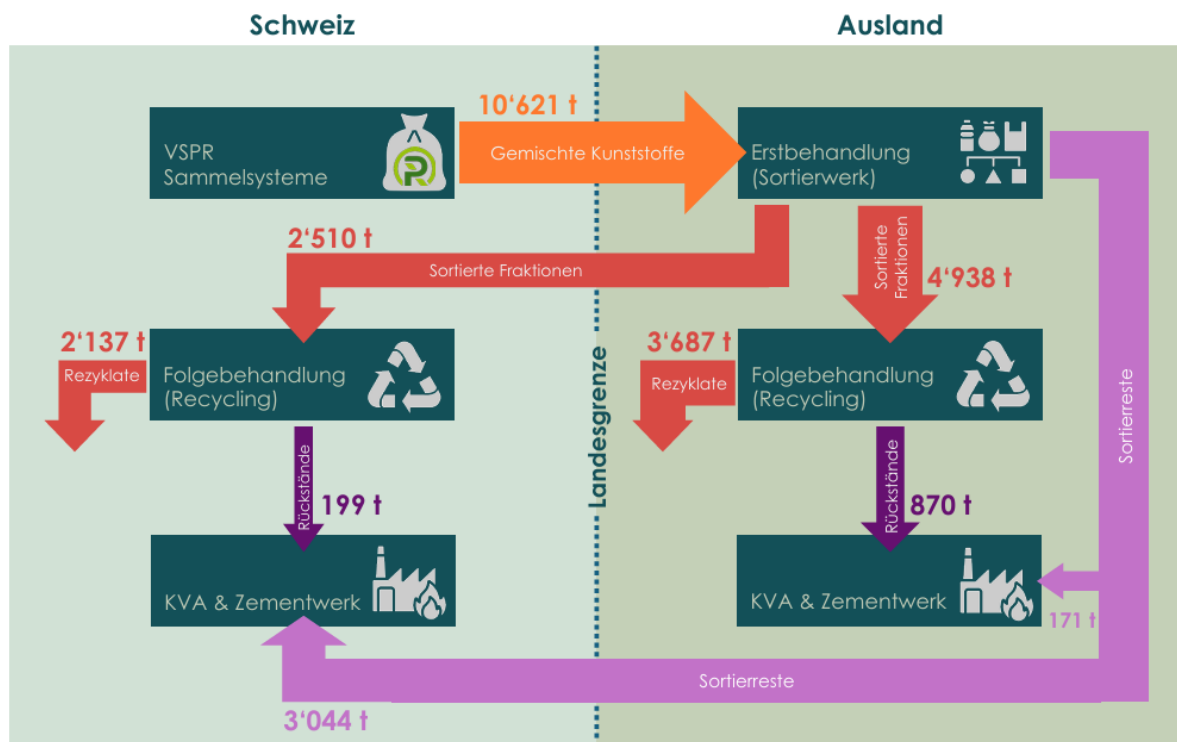 Schweiz
Ausland
10‘621 t
VSPR
Sammelsysteme
Gemischte Kunststoffe
Erstbehandlung
(Sortierwerk)
2‘510 t
Sortierte Fraktionen
Sortierte
Fraktionen
4‘938 t
2‘137 t
Rezyklate
Folgebehandlung
(Recycling)
Landesgrenze
3‘687 t
Rezyklate
Folgebehandlung
(Recycling)
Sortierreste
Rückstände
199 t
Rückstände
870 t
KVA & Zementwerk
KVA & Zementwerk
171 t
Sortierreste
3‘044 t